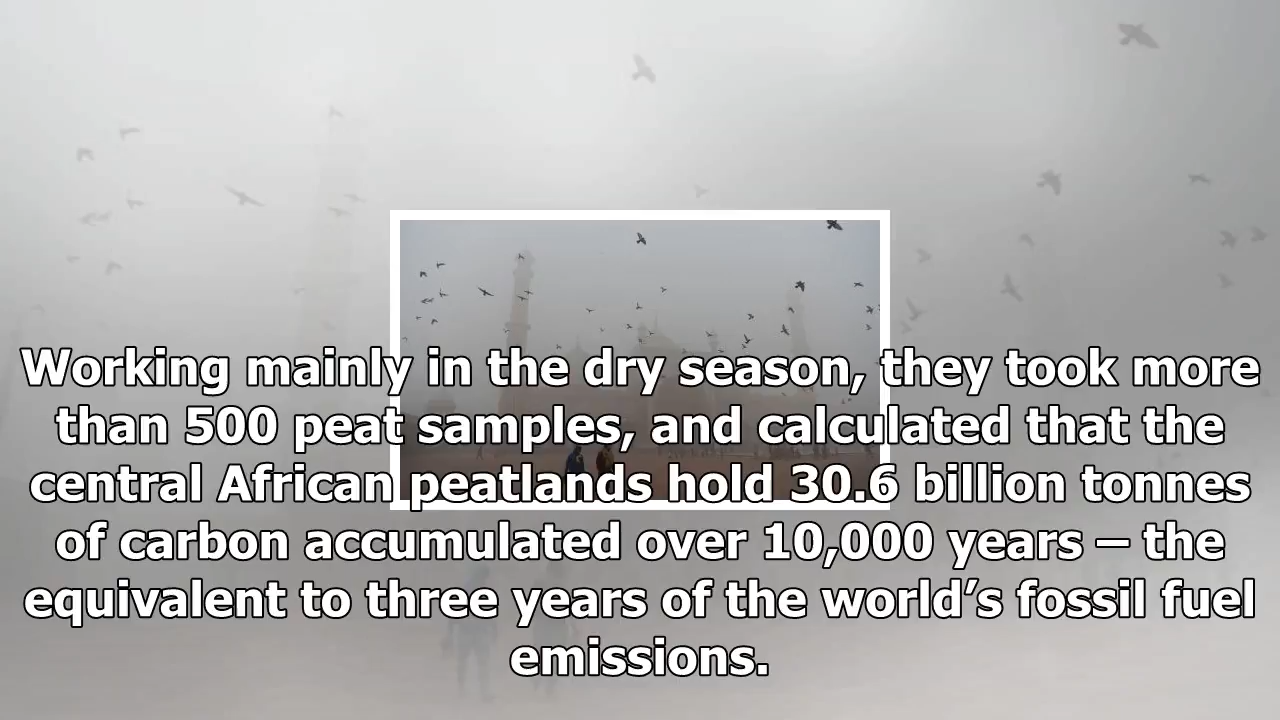 Working mainly in the dry season, they took more
than 500 peat samples, and calculated that the
central African peatlands hold 30.6 billion tonnes
of carbon accumulated over 10,000 years – the
equivalent to three years of the world’s fossil fuel
emissions.